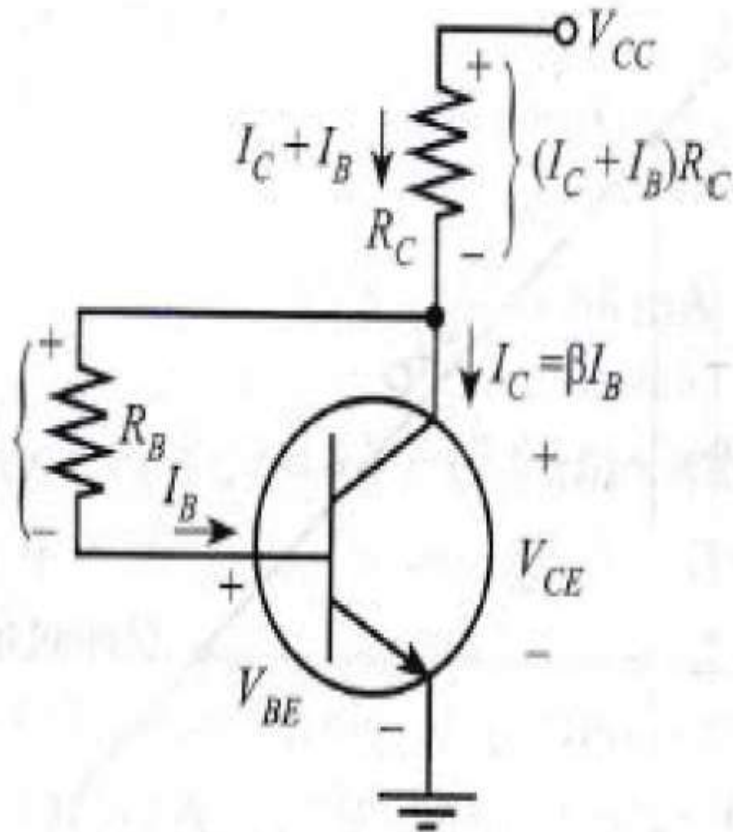 V_CC
+
I_C + I_B
(I_C + I_B)R_C
R_C
−
+
I_C = βI_B
R_B
+
I_B
−
+
V_CE
−
V_BE
−